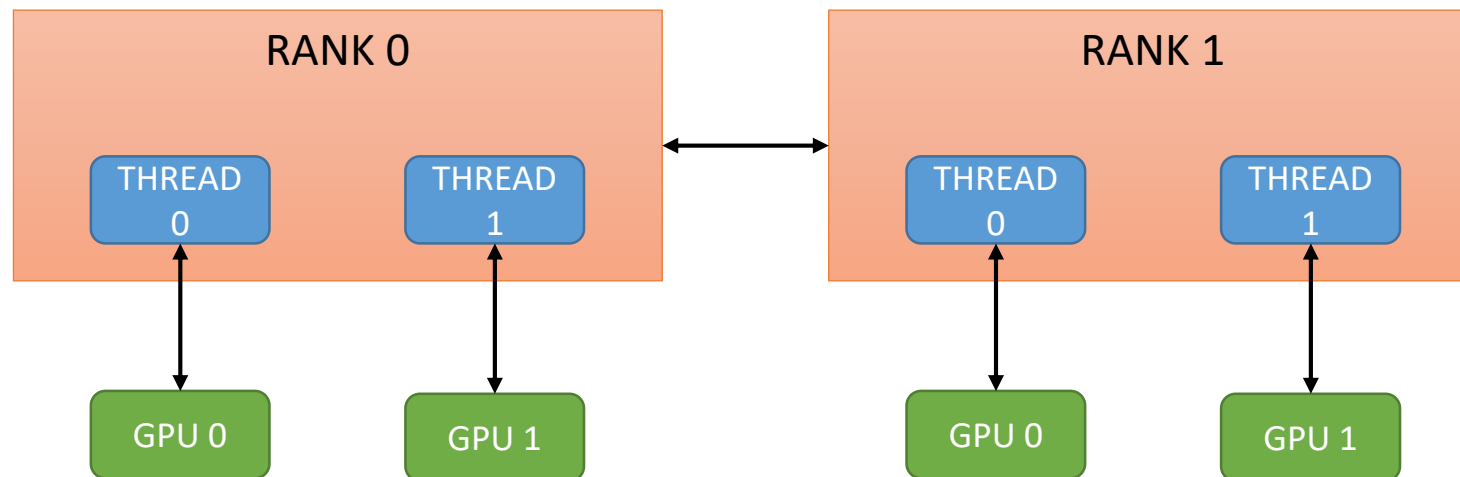 RANK 0
THREAD
0
THREAD
1
GPU 0
GPU 1
RANK 1
THREAD
0
THREAD
1
GPU 0
GPU 1